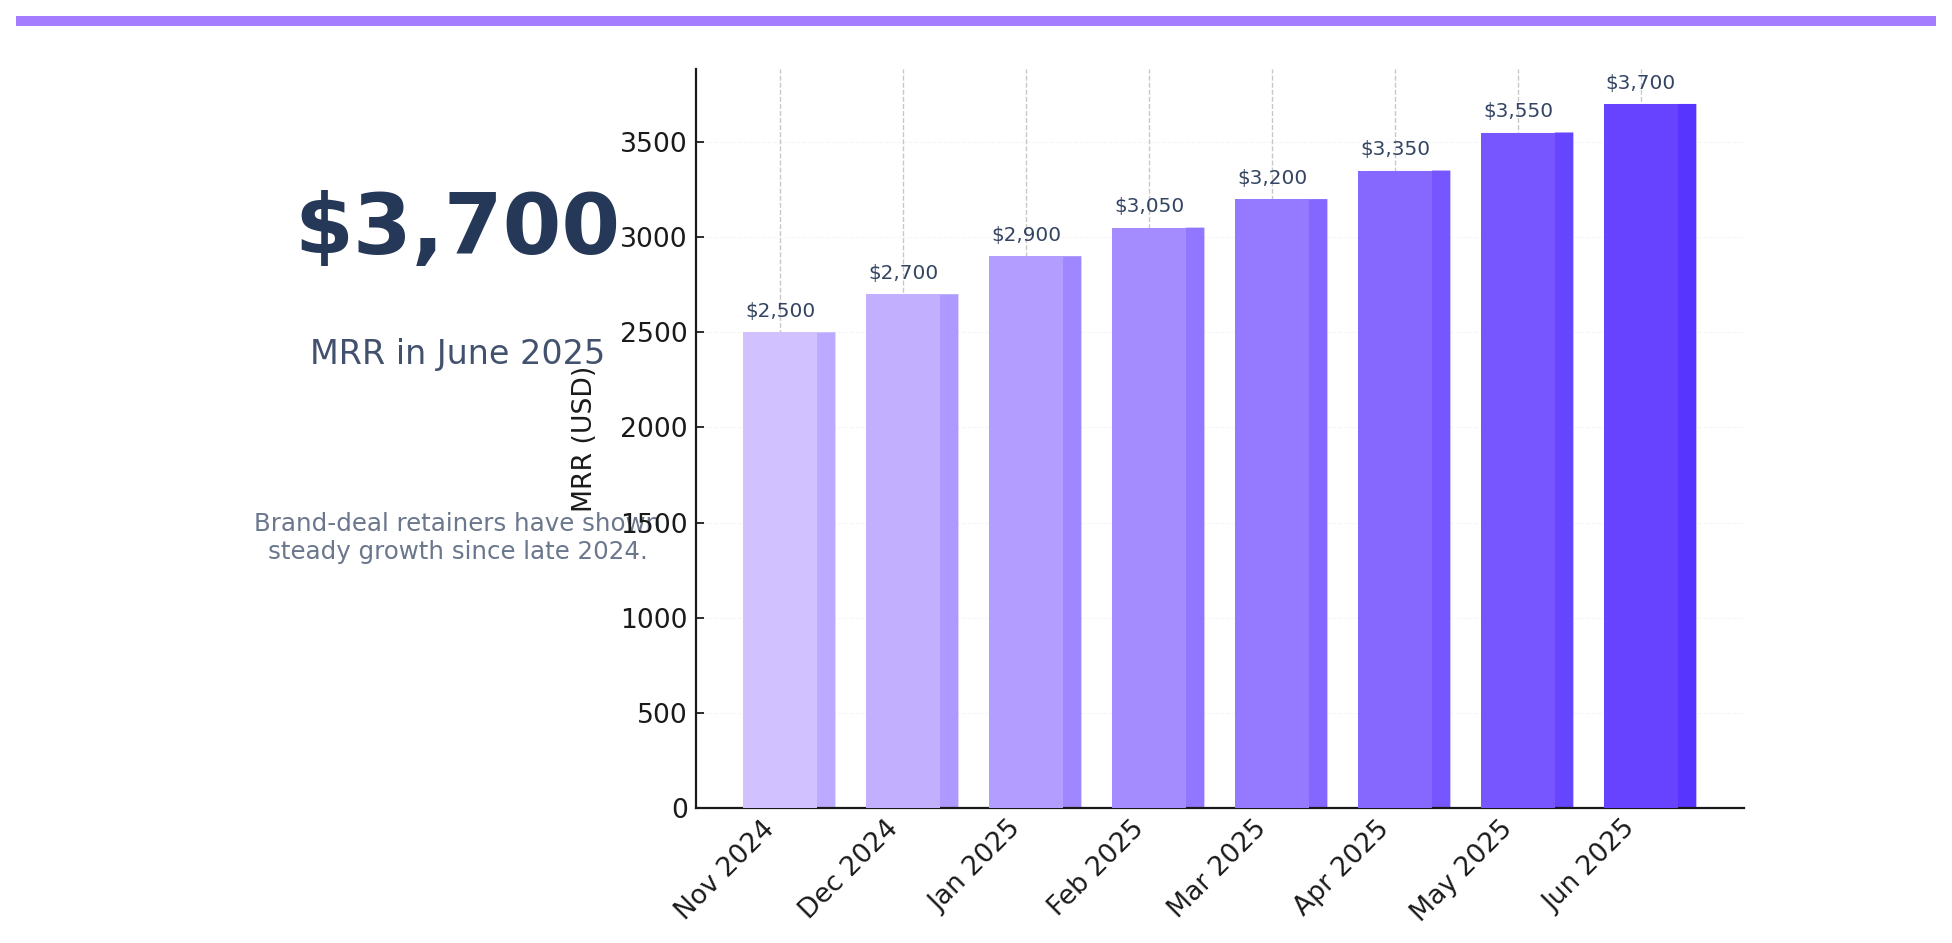 $3,700
MRR in June 2025
Brand-deal retainers have shown
steady growth since late 2024.
MRR (USD)
3500
3000
2500
2000
1500
1000
500
0
$2,500
$2,700
$2,900
$3,050
$3,200
$3,350
$3,550
$3,700
Nov 2024
Dec 2024
Jan 2025
Feb 2025
Mar 2025
Apr 2025
May 2025
Jun 2025